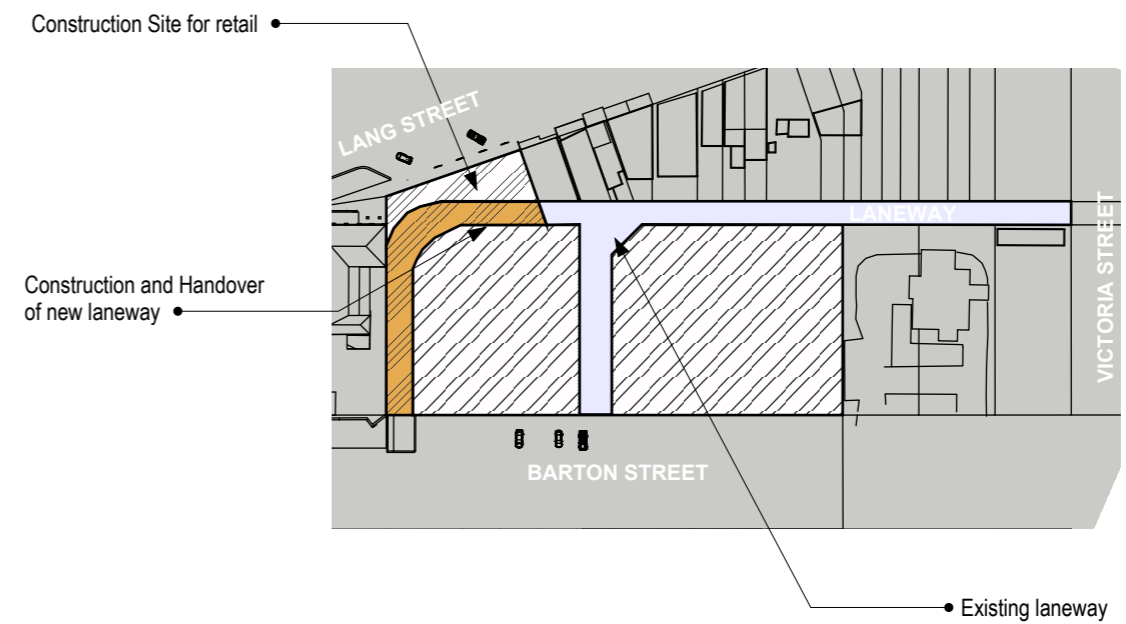 Construction Site for retail
LANG STREET
LANEWAY
VICTORIA STREET
Construction and Handover
of new laneway
BARTON STREET
Existing laneway